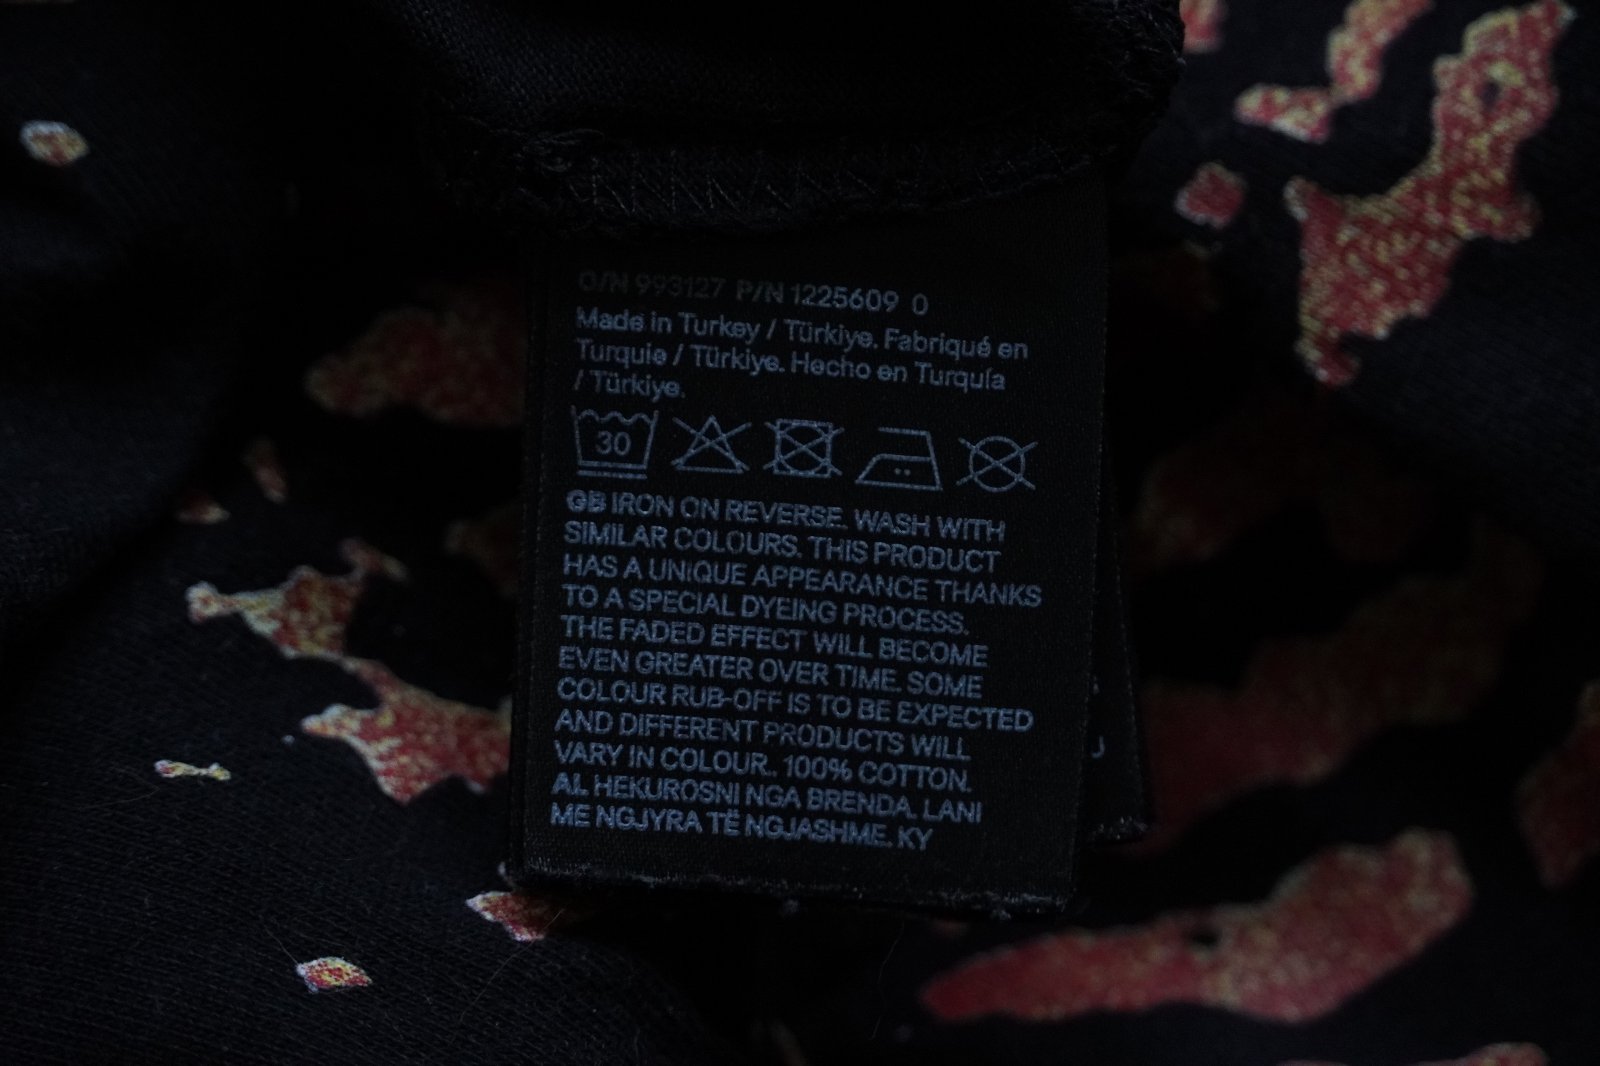 O/N 993127 P/N 1225609 0
Made in Turkey / Türkiye. Fabriqué en
Turquie / Türkiye. Hecho en Turquía
/ Türkiye.
30
GB IRON ON REVERSE. WASH WITH
SIMILAR COLOURS. THIS PRODUCT
HAS A UNIQUE APPEARANCE THANKS
TO A SPECIAL DYEING PROCESS.
THE FADED EFFECT WILL BECOME
EVEN GREATER OVER TIME. SOME
COLOUR RUB-OFF IS TO BE EXPECTED
AND DIFFERENT PRODUCTS WILL
VARY IN COLOUR.. 100% COTTON.
AL HEKUROSNI NGA BRENDA. LANI
ME NGJYRA TË NGJASHME. KY